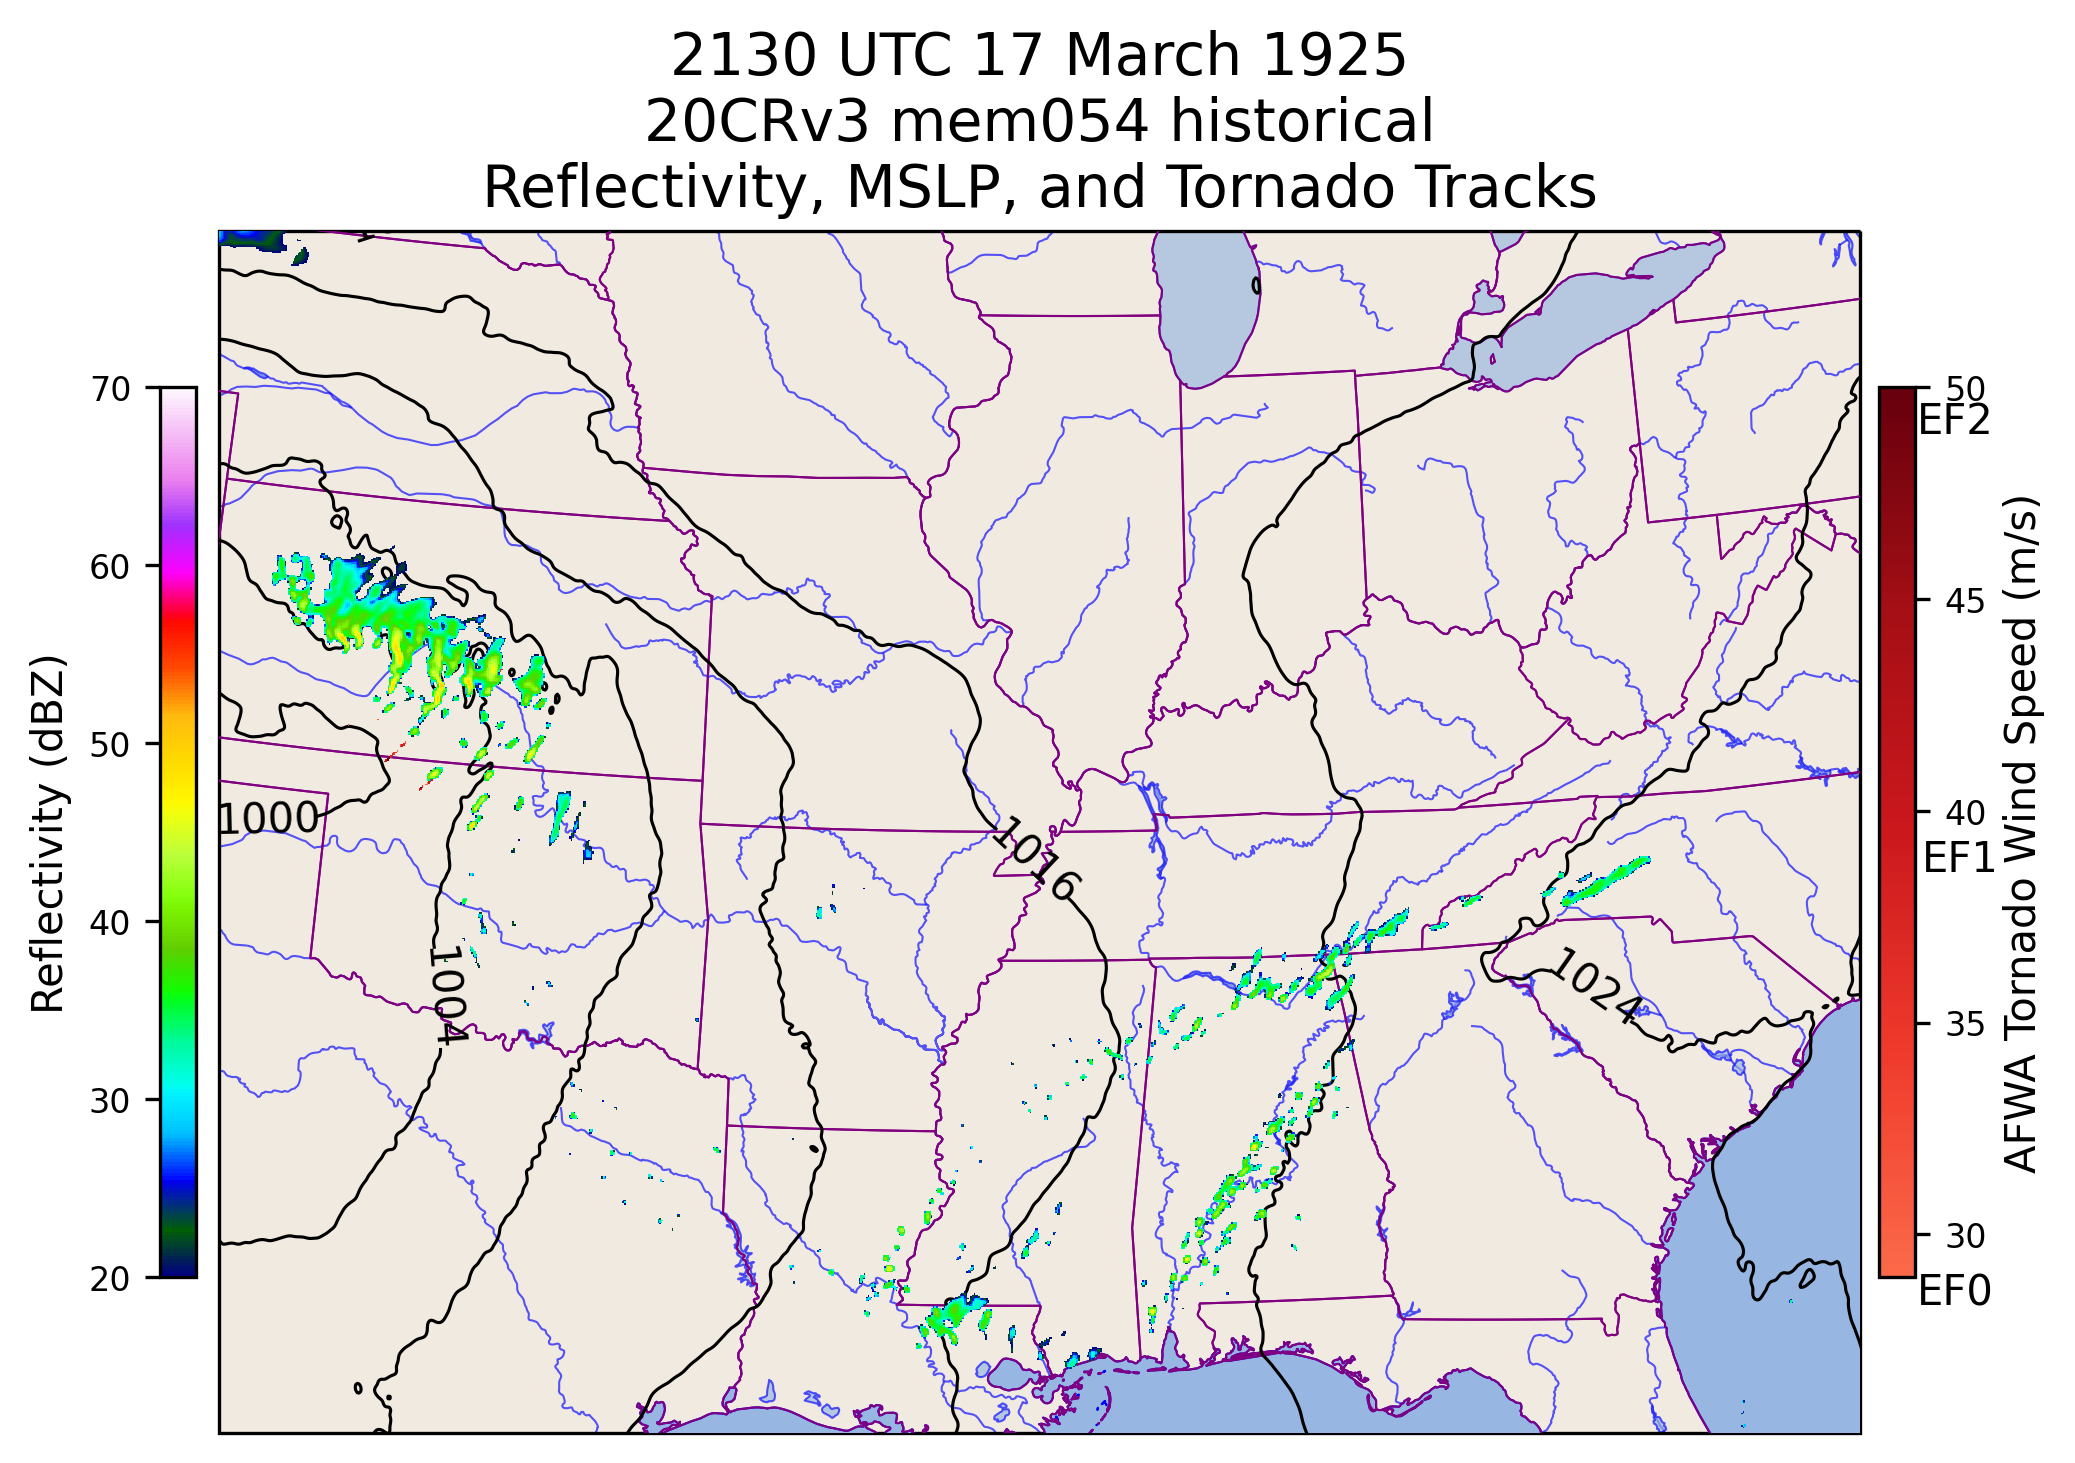 2130 UTC 17 March 1925
20CRv3 mem054 historical
Reflectivity, MSLP, and Tornado Tracks
70
60
50
40
30
20
Reflectivity (dBZ)
1000
1004
1016
1024
50
EF2
45
40
EF1
35
30
EF0
AFWA Tornado Wind Speed (m/s)